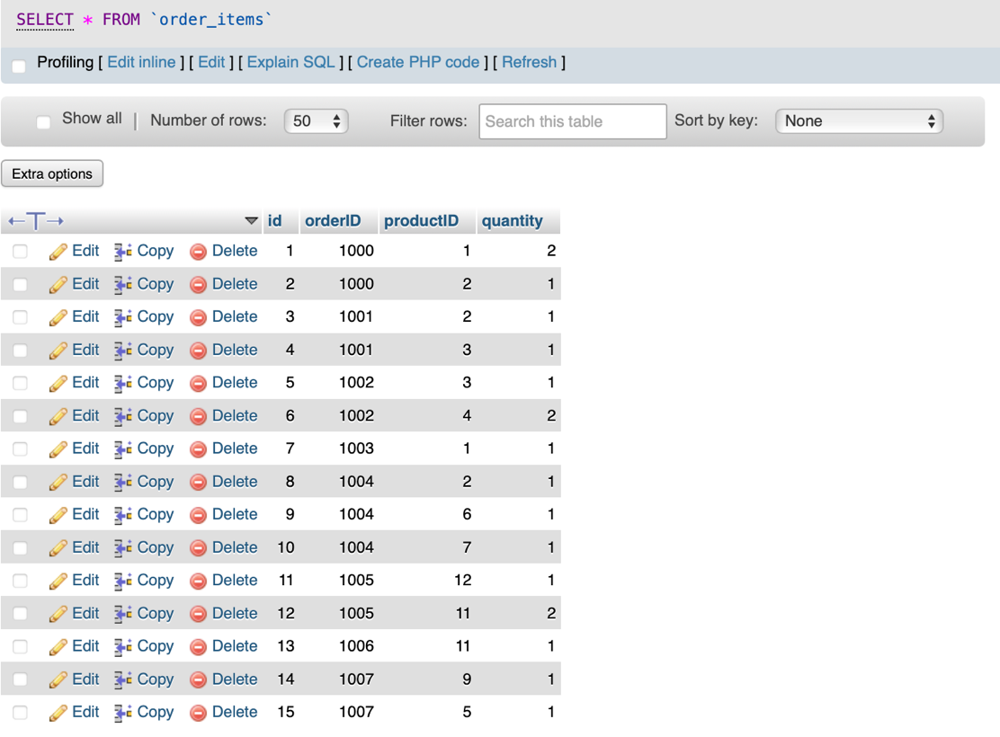 SELECT * FROM `order_items`
Profiling [ Edit inline ] [ Edit ] [ Explain SQL ] [ Create PHP code ] [ Refresh ]
Show all | Number of rows: 50 Filter rows: Search this table Sort by key: None
Extra options
←T→ id orderID productID quantity
Edit Copy Delete 1 1000 1 2
Edit Copy Delete 2 1000 2 1
Edit Copy Delete 3 1001 2 1
Edit Copy Delete 4 1001 3 1
Edit Copy Delete 5 1002 3 1
Edit Copy Delete 6 1002 4 2
Edit Copy Delete 7 1003 1 1
Edit Copy Delete 8 1004 2 1
Edit Copy Delete 9 1004 6 1
Edit Copy Delete 10 1004 7 1
Edit Copy Delete 11 1005 12 1
Edit Copy Delete 12 1005 11 2
Edit Copy Delete 13 1006 11 1
Edit Copy Delete 14 1007 9 1
Edit Copy Delete 15 1007 5 1